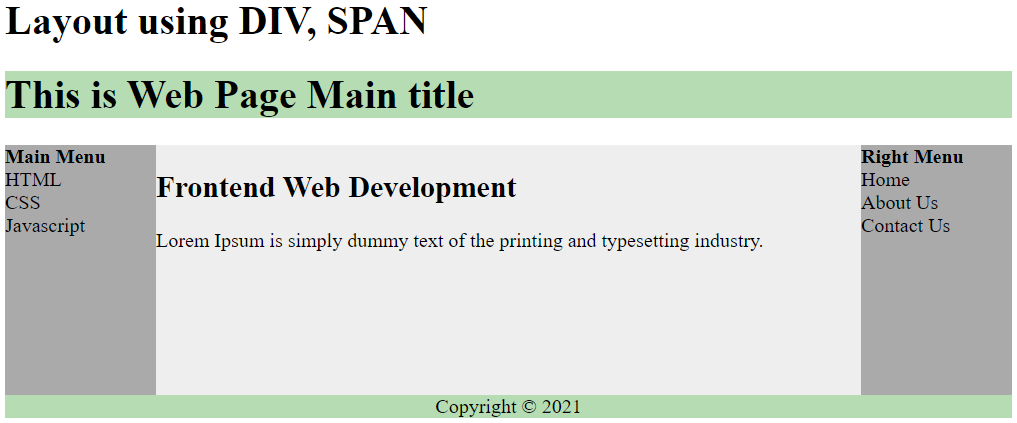 Layout using DIV, SPAN
This is Web Page Main title
Main Menu
HTML
CSS
Javascript
Frontend Web Development
Lorem Ipsum is simply dummy text of the printing and typesetting industry.
Right Menu
Home
About Us
Contact Us
Copyright © 2021